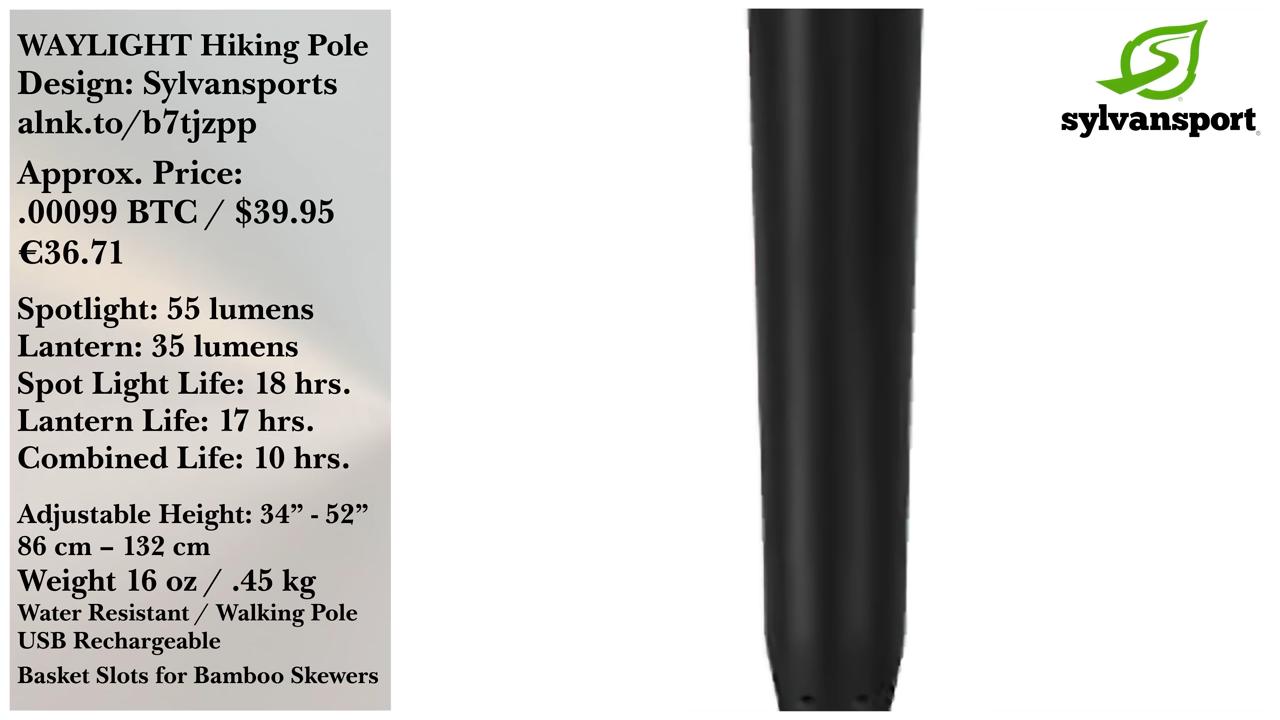 WAYLIGHT Hiking Pole
Design: Sylvansports
alnk.to/b7tjzpp
Approx. Price:
.00099 BTC / $39.95
€36.71
Spotlight: 55 lumens
Lantern: 35 lumens
Spot Light Life: 18 hrs.
Lantern Life: 17 hrs.
Combined Life: 10 hrs.
Adjustable Height: 34” - 52”
86 cm – 132 cm
Weight 16 oz / .45 kg
Water Resistant / Walking Pole
USB Rechargeable
Basket Slots for Bamboo Skewers
sylvansport®